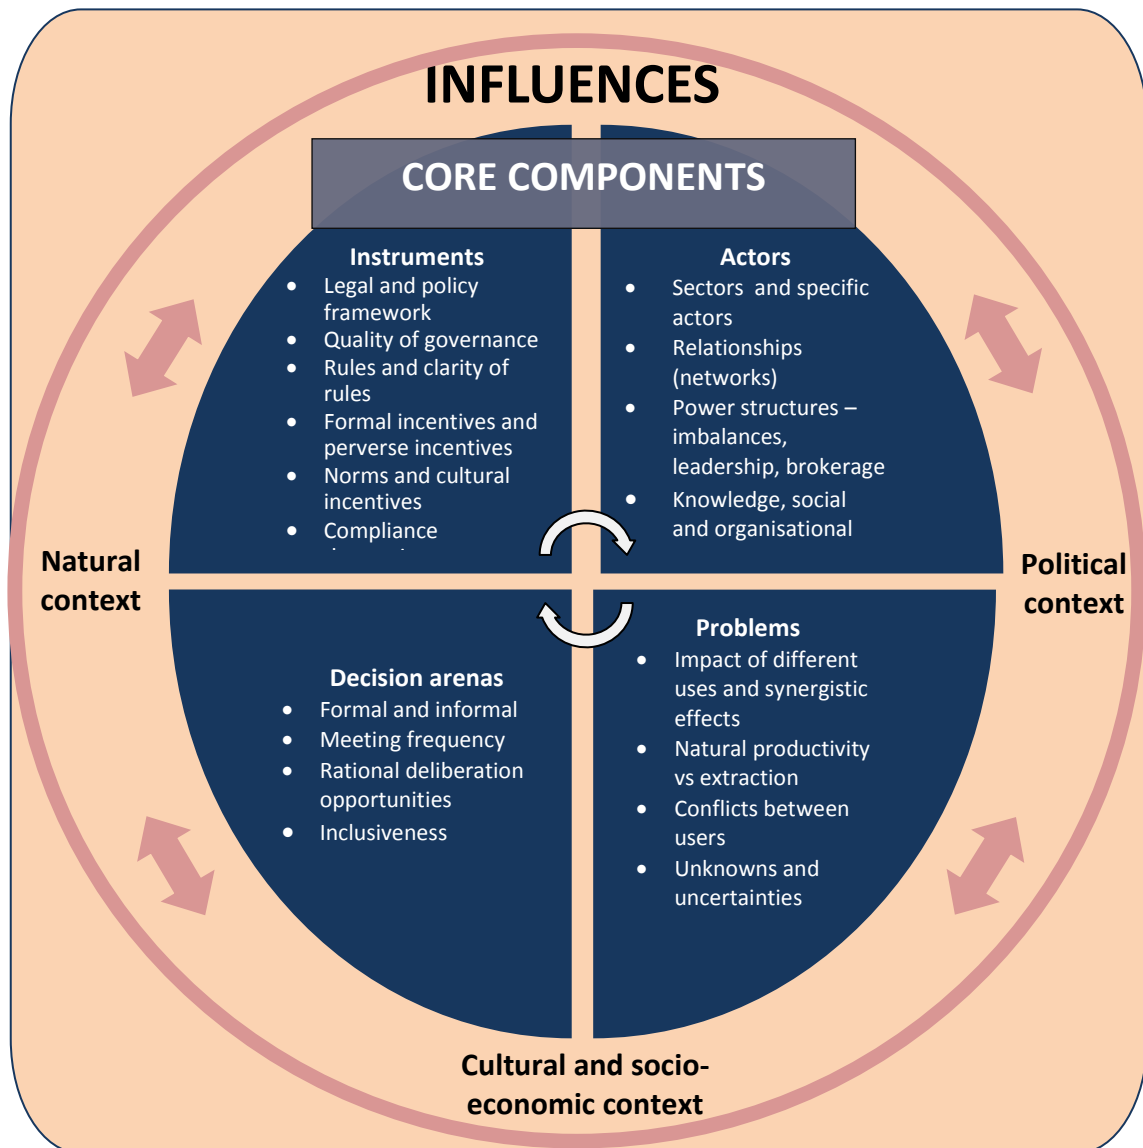 INFLUENCES
CORE COMPONENTS
Instruments
• Legal and policy
framework
• Quality of governance
• Rules and clarity of
rules
• Formal incentives and
perverse incentives
• Norms and cultural
incentives
• Compliance
Actors
• Sectors and specific
actors
• Relationships
(networks)
• Power structures –
imbalances,
leadership, brokerage
• Knowledge, social
and organisational
Natural
context
Political
context
Decision arenas
• Formal and informal
• Meeting frequency
• Rational deliberation
opportunities
• Inclusiveness
Problems
• Impact of different
uses and synergistic
effects
• Natural productivity
vs extraction
• Conflicts between
users
• Unknowns and
uncertainties
Cultural and socio-
economic context